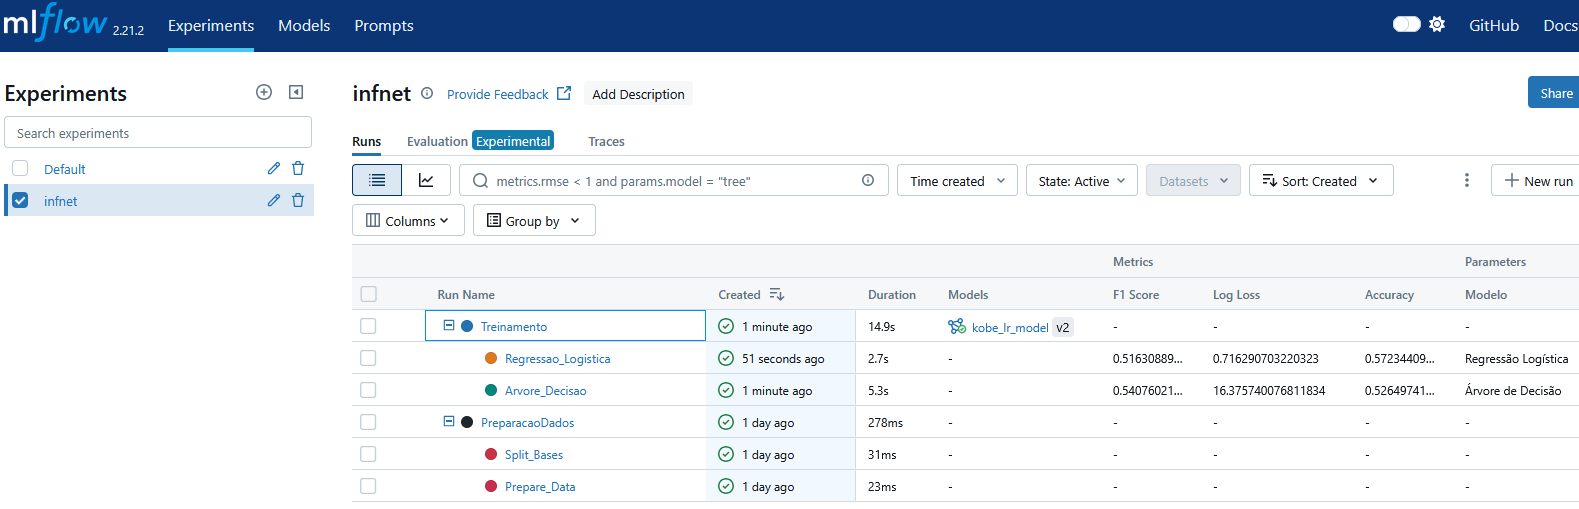 mlflow 2.21.2 Experiments Models Prompts GitHub Docs
Experiments
Search experiments
Default
infnet
infnet Provide Feedback Add Description Share
Runs Evaluation Experimental Traces
metrics.rmse < 1 and params.model = "tree" Time created State: Active Datasets Sort: Created New run
Columns Group by
Metrics Parameters
Run Name Created Duration Models F1 Score Log Loss Accuracy Modelo
Treinamento 1 minute ago 14.9s kobe_lr_model v2 - - - -
Regressao_Logistica 51 seconds ago 2.7s - 0.51630889... 0.716290703220323 0.57234409... Regressão Logística
Arvore_Decisao 1 minute ago 5.3s - 0.54076021... 16.375740076811834 0.52649741... Árvore de Decisão
PreparacaoDados 1 day ago 278ms - - - - -
Split_Bases 1 day ago 31ms - - - - -
Prepare_Data 1 day ago 23ms - - - - -